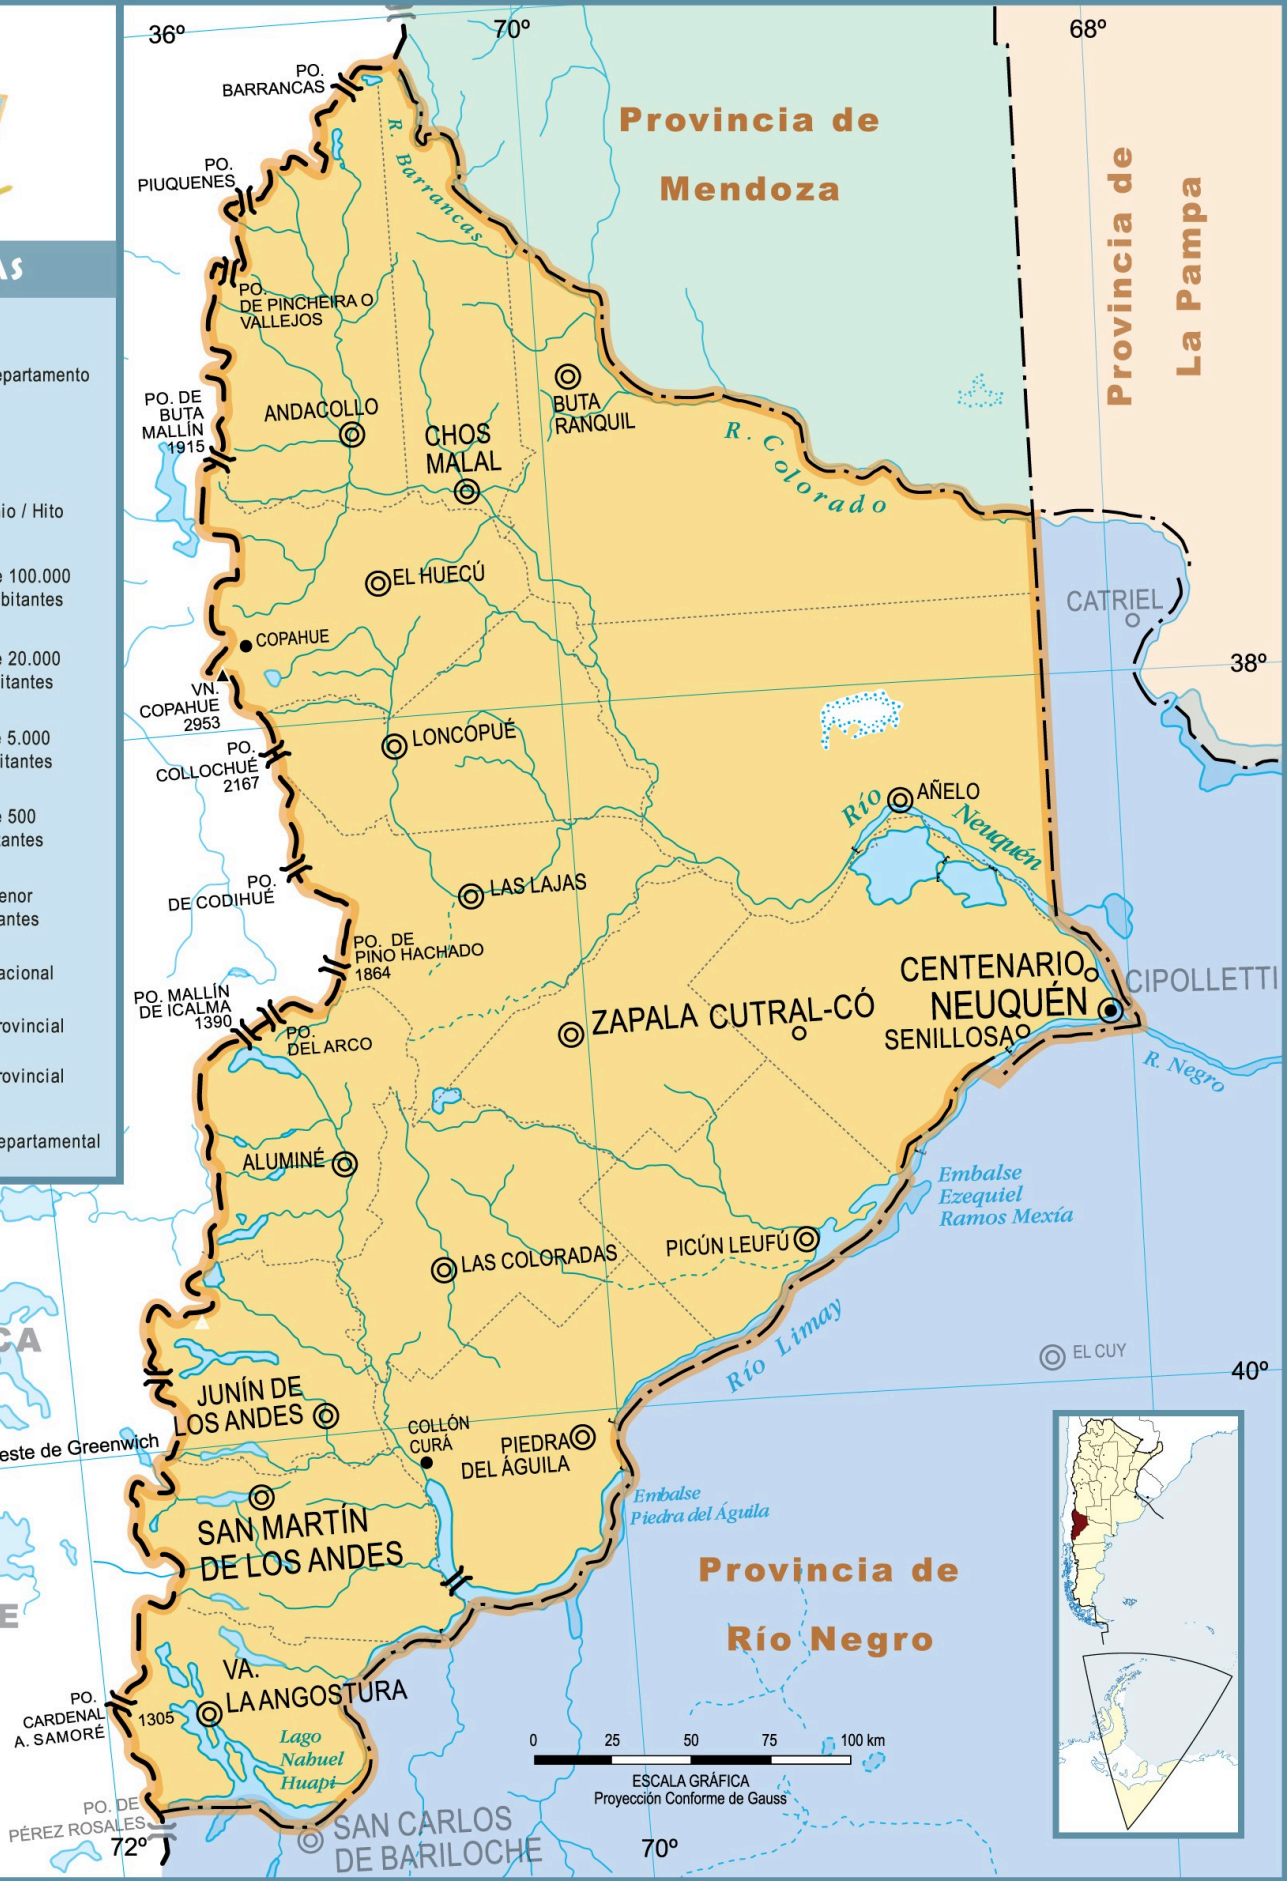 36º
70º
68º
PO.
BARRANCAS
Provincia de
Mendoza
R. Barrancas
Provincia de
La Pampa
PO.
PIUQUENES
AS
PO.
DE PINCHEIRA O
VALLEJOS
epartamento
PO. DE
BUTA
MALLÍN
1915
ANDACOLLO
CHOS
MALAL
BUTA
RANQUIL
R. Colorado
io / Hito
e 100.000
bitantes
EL HUECÚ
CATRIEL
COPAHUE
38º
e 20.000
itantes
VN.
COPAHUE
2953
LONCOPUÉ
e 5.000
itantes
PO.
COLLOCHUÉ
2167
Río Neuquén
AÑELO
e 500
tantes
PO.
DE CODIHUÉ
LAS LAJAS
enor
antes
PO. DE
PINO HACHADO
1864
acional
PO. MALLÍN
DE ICALMA
1390
PO.
DEL ARCO
ZAPALA
CUTRAL-CÓ
CENTENARIO
NEUQUÉN
SENILLOSA
CIPOLLETTI
R. Negro
rovincial
rovincial
epartamental
ALUMINÉ
Embalse
Ezequiel
Ramos Mexía
LAS COLORADAS
PICÚN LEUFÚ
Río Limay
CA
EL CUY
40º
JUNÍN DE
LOS ANDES
este de Greenwich
COLLÓN
CURÁ
PIEDRA
DEL ÁGUILA
Embalse
Piedra del Águila
SAN MARTÍN
DE LOS ANDES
Provincia de
Río Negro
E
VA.
LA ANGOSTURA
PO.
CARDENAL
A. SAMORÉ
1305
Lago
Nahuel
Huapi
0 25 50 75 100 km
ESCALA GRÁFICA
Proyección Conforme de Gauss
PO. DE
PÉREZ ROSALES
SAN CARLOS
DE BARILOCHE
72º
70º